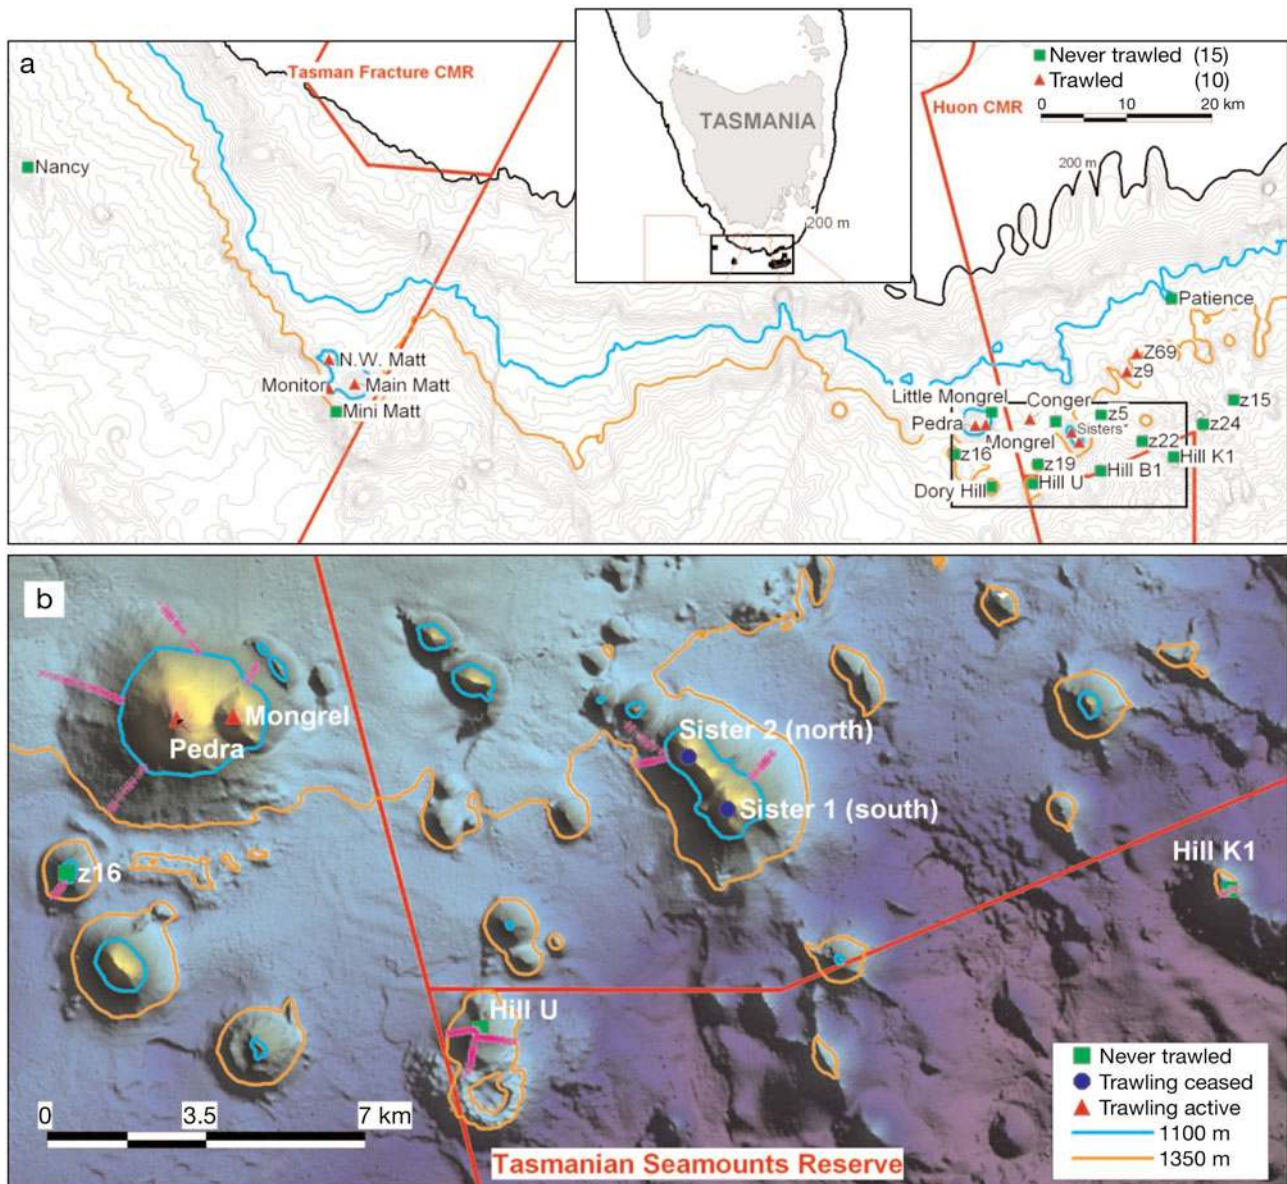 a
Tasman Fracture CMR
TASMANIA
200 m
Huon CMR
Never trawled (15)
Trawled (10)
0 10 20 km
200 m
Nancy
Patience
N.W. Matt
Monitor
Main Matt
Mini Matt
Z69
z9
Little Mongrel
Conger
z15
Pedra
z5
Sisters*
z24
Mongrel
z22
z16
z19
Hill K1
Hill B1
Dory Hill
Hill U
b
Mongrel
Pedra
Sister 2 (north)
Sister 1 (south)
z16
Hill K1
Hill U
Never trawled
Trawling ceased
Trawling active
1100 m
1350 m
0 3.5 7 km
Tasmanian Seamounts Reserve